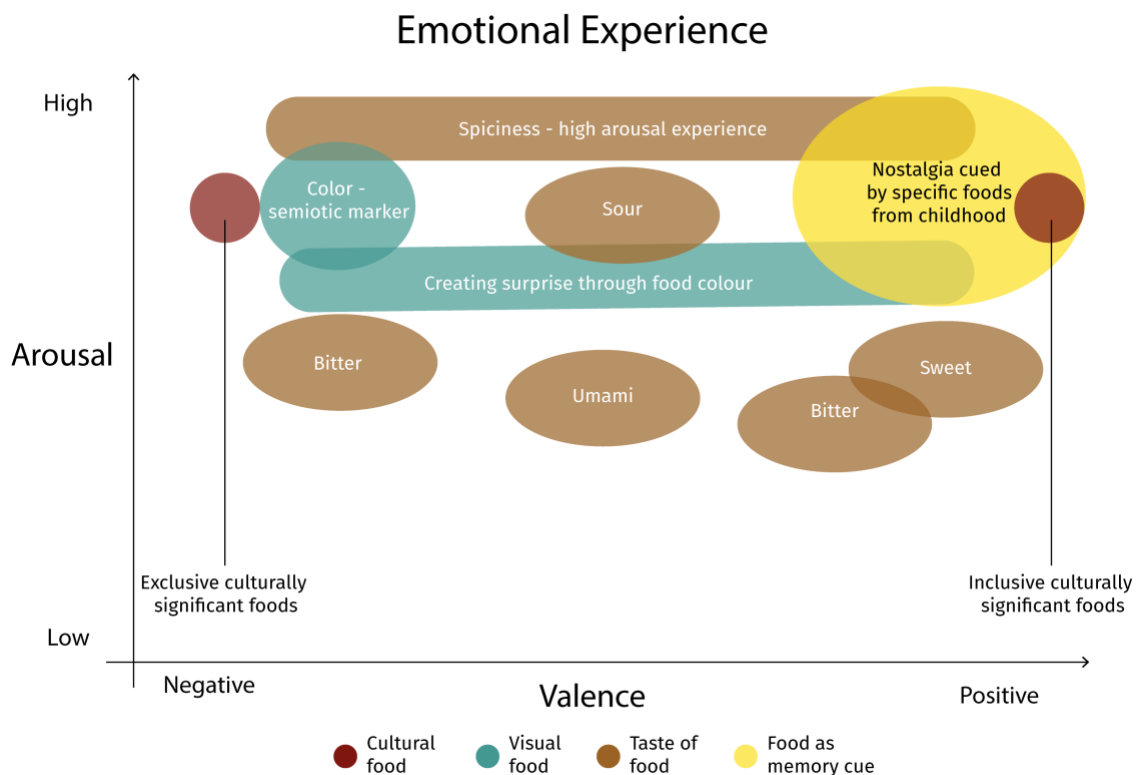 Emotional Experience
High
Spiciness - high arousal experience
Color -
semiotic marker
Sour
Nostalgia cued
by specific foods
from childhood
Creating surprise through food colour
Arousal
Bitter
Umami
Bitter
Sweet
Exclusive culturally
significant foods
Inclusive culturally
significant foods
Low
Negative
Valence
Positive
Cultural
food
Visual
food
Taste of
food
Food as
memory cue